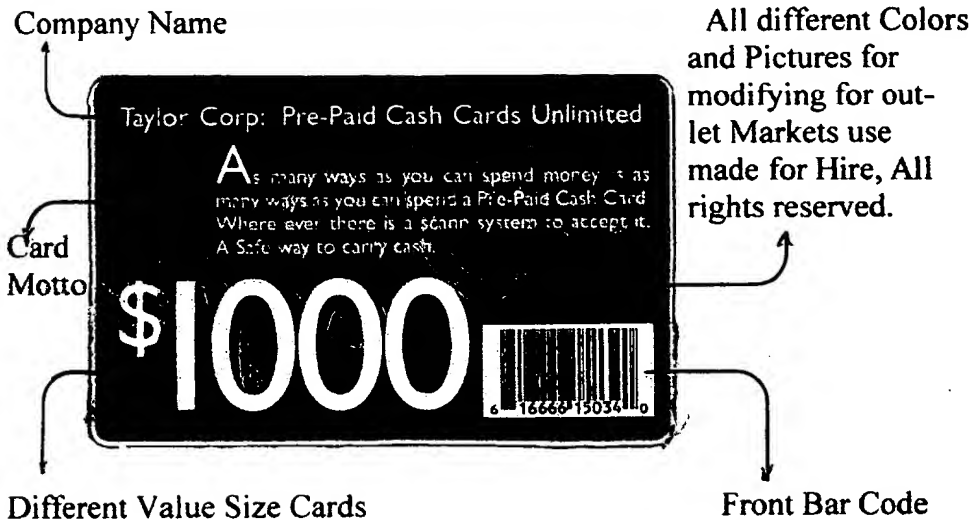 Company Name
All different Colors
and Pictures for
modifying for out-
let Markets use
made for Hire, All
rights reserved.
Taylor Corp: Pre-Paid Cash Cards Unlimited
As many ways as you can spend money is as
many ways as you can spend a Pre-Paid Cash Card
Where ever there is a scann system to accept it.
A Safe way to carry cash.
Card
Motto
$1000
6 16666 15034 0
Different Value Size Cards
Front Bar Code